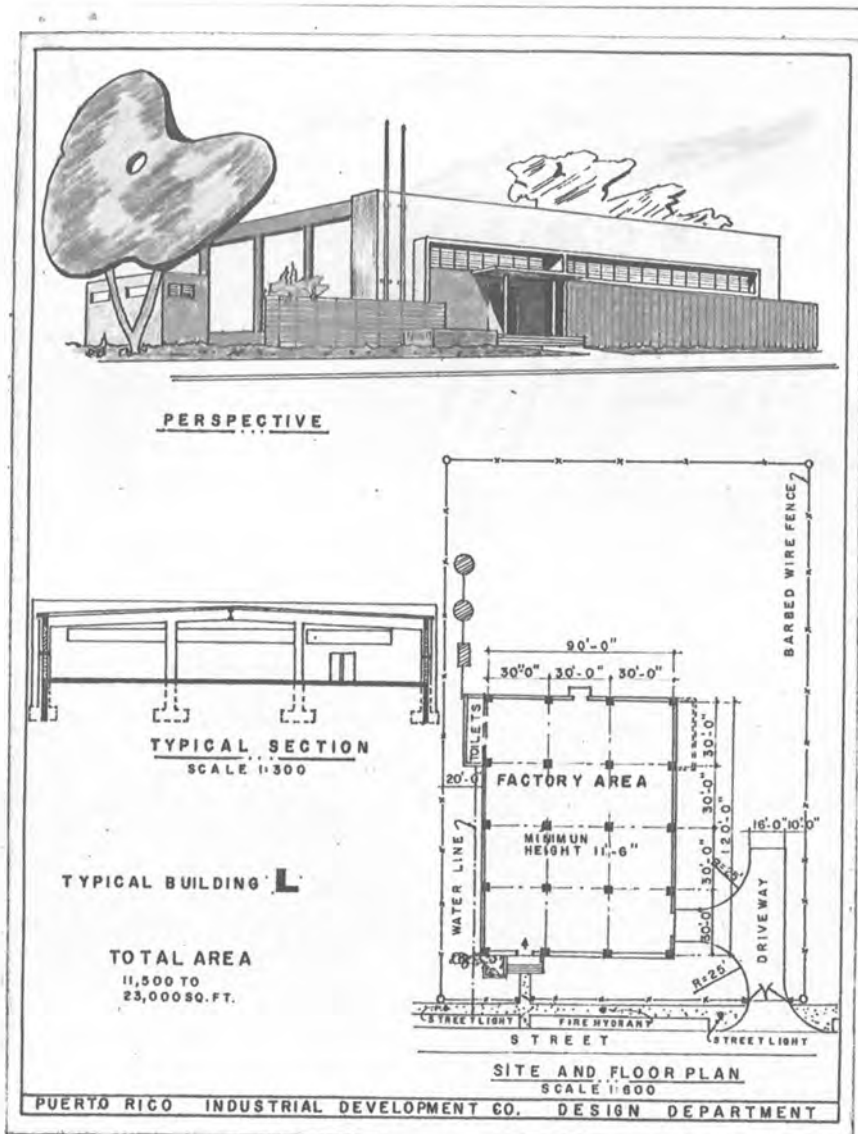 PERSPECTIVE
BARBED WIRE FENCE
90'-0"
30'-0"
30'-0"
30'-0"
TOILETS
30'-0"
TYPICAL SECTION
SCALE 1:300
20'-0"
FACTORY AREA
30'-0"
120'-0"
16'-0"
10'-0"
MINIMUN
HEIGHT 11'-6"
R=25'
30'-0"
TYPICAL BUILDING L
WATER LINE
DRIVEWAY
30'-0"
TOTAL AREA
11,500 TO
23,000 SQ. FT.
R=25'
STREET LIGHT
FIRE HYDRANT
STREET LIGHT
STREET
SITE AND FLOOR PLAN
SCALE 1:600
PUERTO RICO INDUSTRIAL DEVELOPMENT CO. DESIGN DEPARTMENT